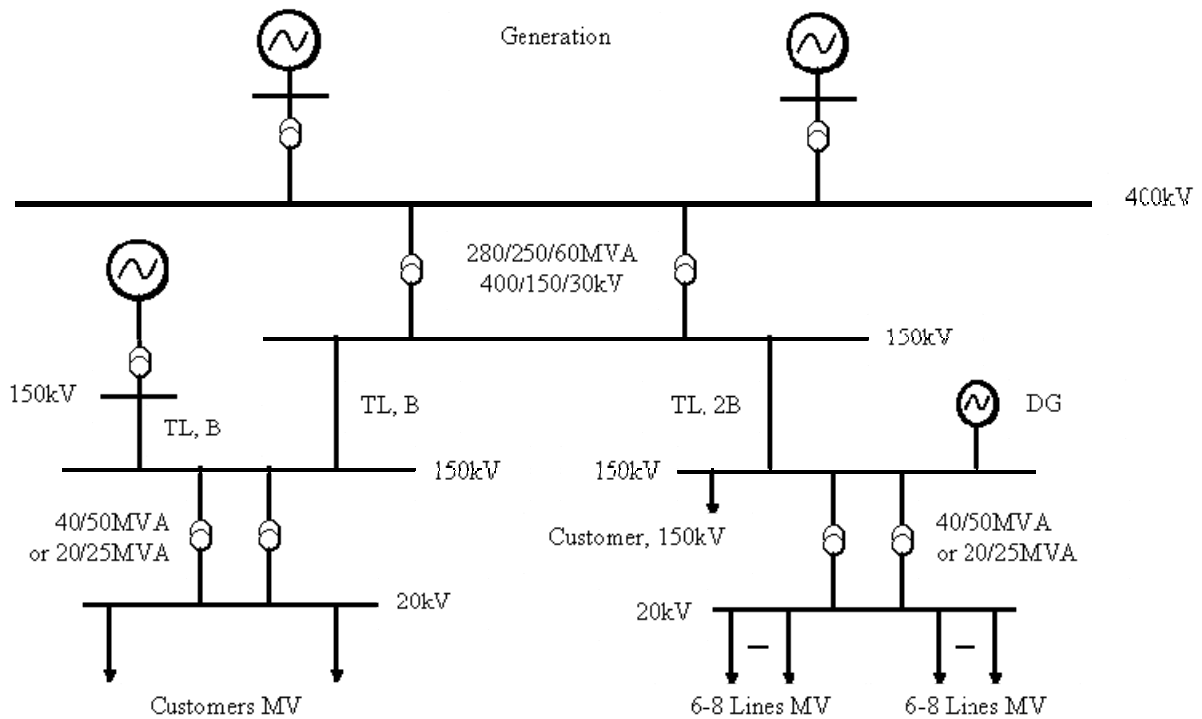 Generation
400kV
280/250/60MVA
400/150/30kV
150kV
150kV
TL, B
TL, B
TL, 2B
DG
150kV
150kV
40/50MVA
or 20/25MVA
Customer, 150kV
40/50MVA
or 20/25MVA
20kV
20kV
Customers MV
6-8 Lines MV
6-8 Lines MV